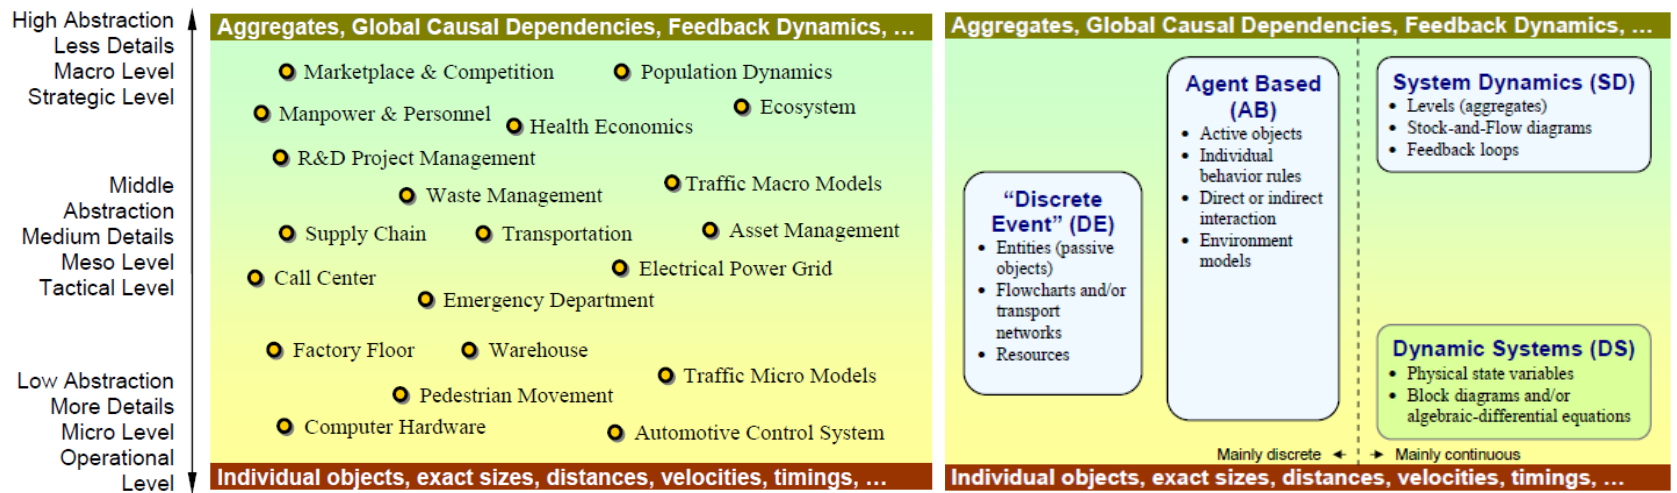 High Abstraction
Less Details
Macro Level
Strategic Level
Middle
Abstraction
Medium Details
Meso Level
Tactical Level
Low Abstraction
More Details
Micro Level
Operational
Level
Aggregates, Global Causal Dependencies, Feedback Dynamics, …
Marketplace & Competition
Population Dynamics
Manpower & Personnel
Ecosystem
Health Economics
R&D Project Management
Waste Management
Traffic Macro Models
Supply Chain
Transportation
Asset Management
Call Center
Electrical Power Grid
Emergency Department
Factory Floor
Warehouse
Traffic Micro Models
Pedestrian Movement
Computer Hardware
Automotive Control System
Individual objects, exact sizes, distances, velocities, timings, …
Aggregates, Global Causal Dependencies, Feedback Dynamics, …
“Discrete
Event” (DE)
• Entities (passive
objects)
• Flowcharts and/or
transport
networks
• Resources
Agent Based
(AB)
• Active objects
• Individual
behavior rules
• Direct or indirect
interaction
• Environment
models
System Dynamics (SD)
• Levels (aggregates)
• Stock-and-Flow diagrams
• Feedback loops
Dynamic Systems (DS)
• Physical state variables
• Block diagrams and/or
algebraic-differential equations
Mainly discrete
Mainly continuous
Individual objects, exact sizes, distances, velocities, timings, …